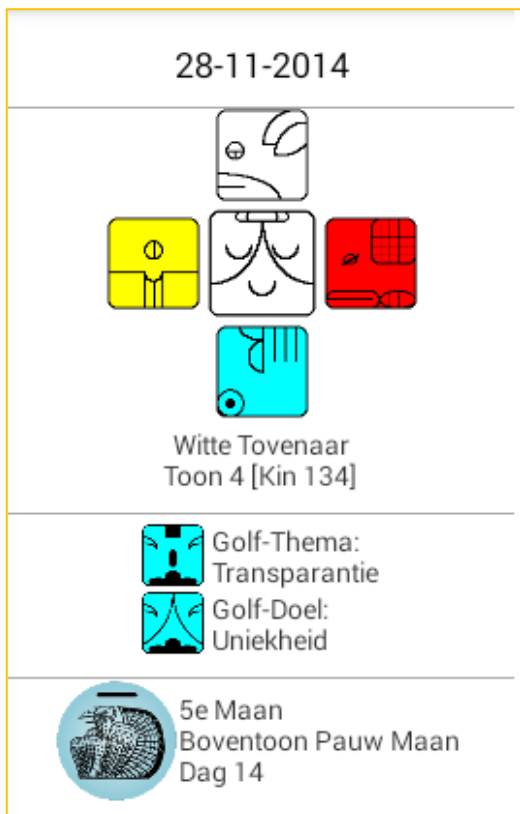 28-11-2014
Witte Tovenaar
Toon 4 [Kin 134]
Golf-Thema:
Transparantie
Golf-Doel:
Uniekheid
5e Maan
Boventoon Pauw Maan
Dag 14